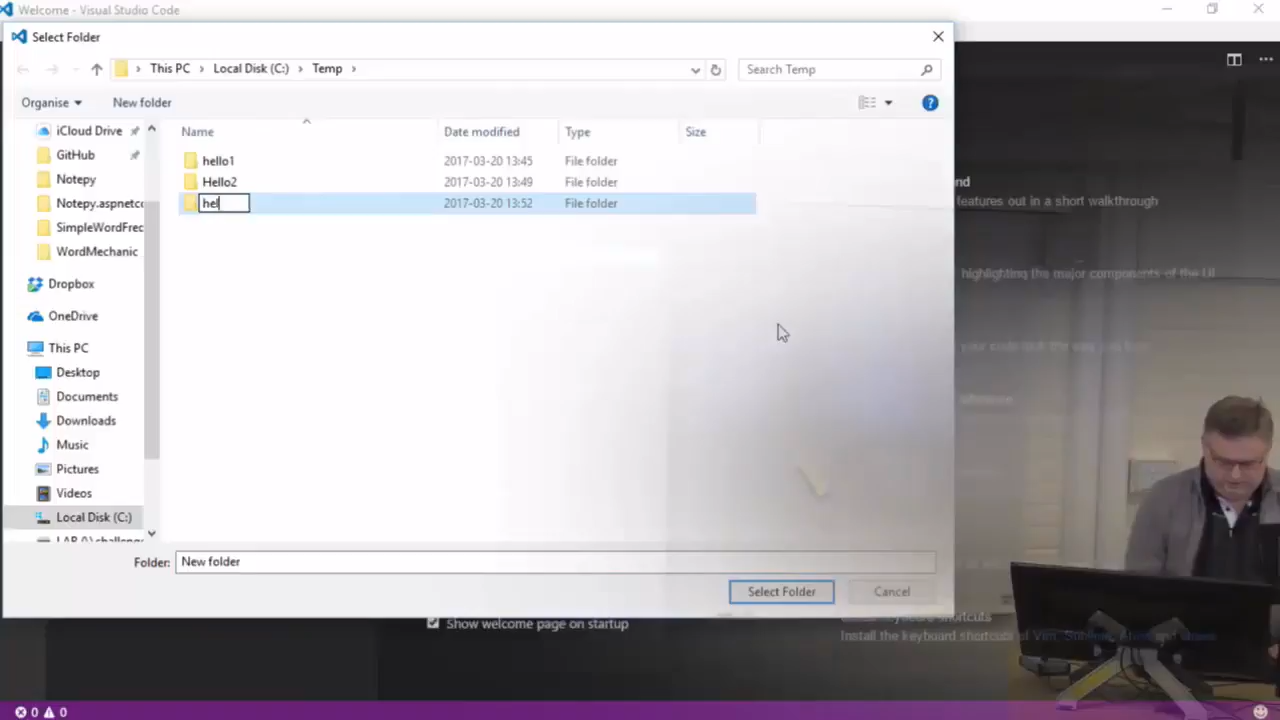 Welcome - Visual Studio Code
Select Folder
This PC > Local Disk (C:) > Temp >
Search Temp
Organise
New folder
Name
Date modified
Type
Size
iCloud Drive
GitHub
Notepy
Notepy.aspnetco
SimpleWordFrec
WordMechanic
Dropbox
OneDrive
This PC
Desktop
Documents
Downloads
Music
Pictures
Videos
Local Disk (C:)
hello1 2017-03-20 13:45 File folder
Hello2 2017-03-20 13:49 File folder
hel 2017-03-20 13:52 File folder
Folder: New folder
Select Folder
Cancel
nd
features out in a short walkthrough
highlighting the major components of the UI
Show welcome page on startup
shortcuts
Install the keyboard shortcuts of Vim, Sublime, Atom and others
0 0